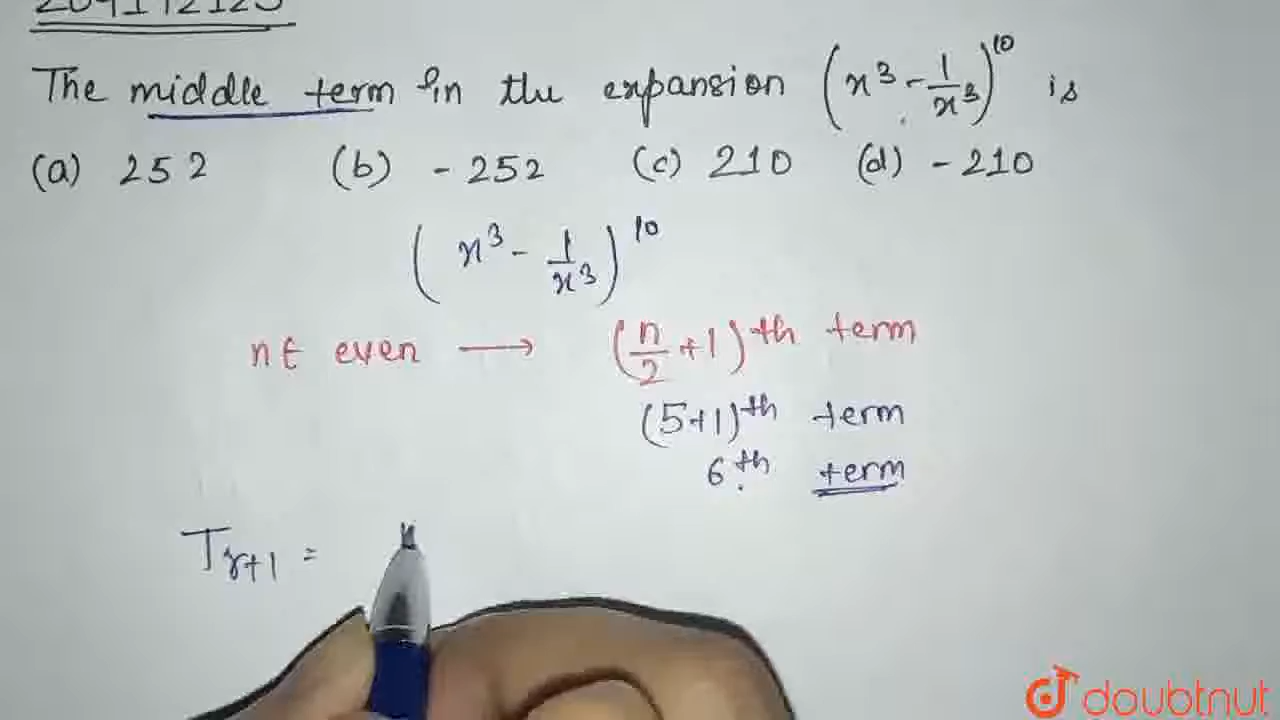 The middle term in the expansion (x³ - 1/x³)¹⁰ is
(a) 252 (b) - 252 (c) 210 (d) - 210
(x³ - 1/x³)¹⁰
n ε even → (n/2 + 1)th term
(5+1)th term
6th term
Tr+1 = n
doubtnut